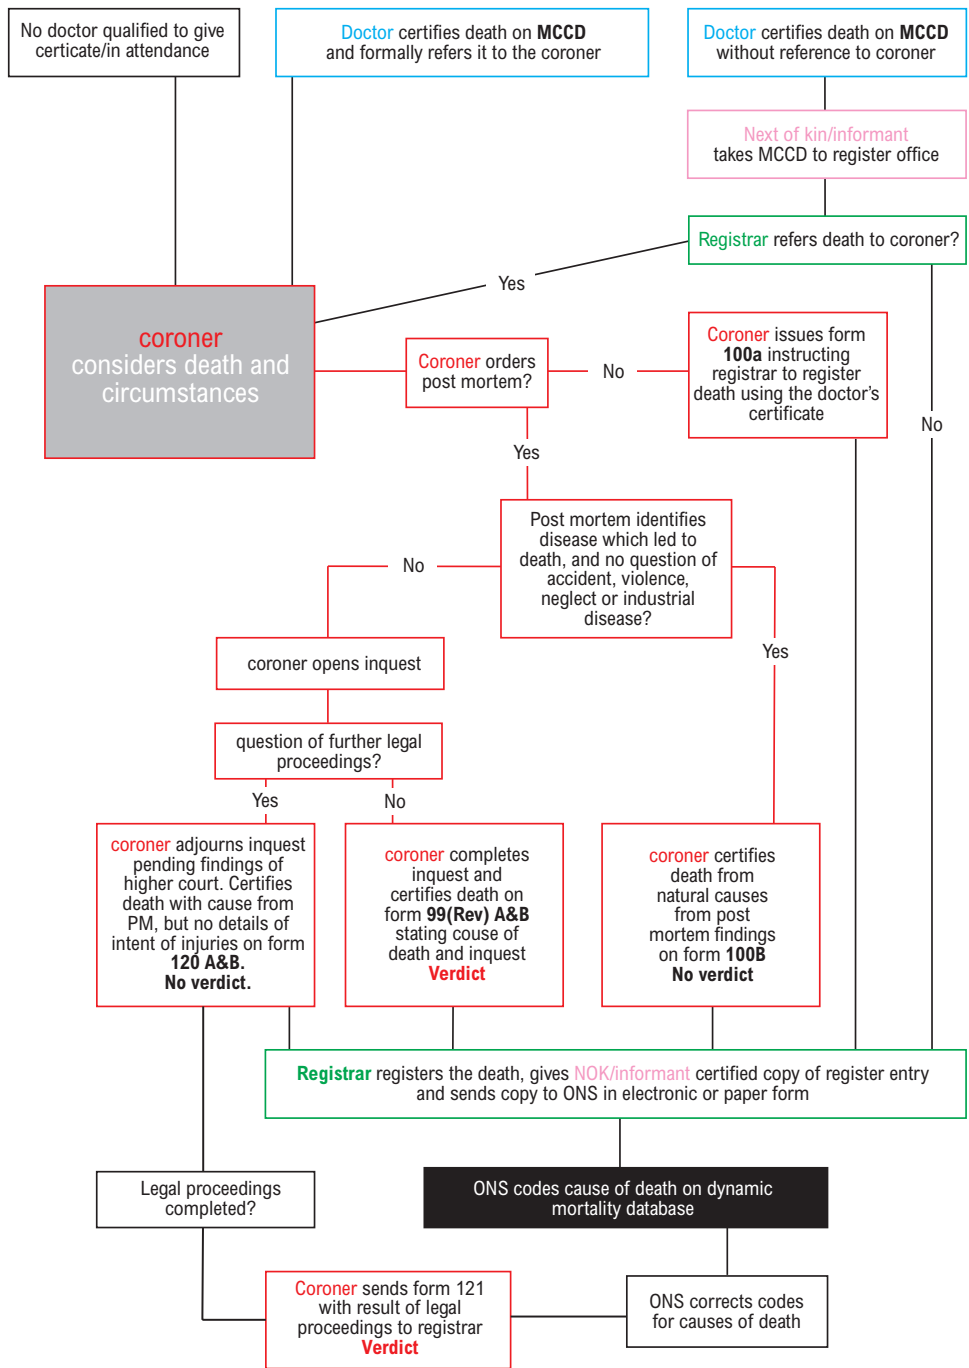 No doctor qualified to give
certicate/in attendance
Doctor certifies death on MCCD
and formally refers it to the coroner
Doctor certifies death on MCCD
without reference to coroner
Next of kin/informant
takes MCCD to register office
Registrar refers death to coroner?
Yes
coroner
considers death and
circumstances
Coroner orders
post mortem?
No
Coroner issues form
100a instructing
registrar to register
death using the doctor's
certificate
No
Yes
Post mortem identifies
disease which led to
death, and no question of
accident, violence,
neglect or industrial
disease?
No
Yes
coroner opens inquest
question of further legal
proceedings?
Yes
No
coroner adjourns inquest
pending findings of
higher court. Certifies
death with cause from
PM, but no details of
intent of injuries on form
120 A&B.
No verdict.
coroner completes
inquest and
certifies death on
form 99(Rev) A&B
stating couse of
death and inquest
Verdict
coroner certifies
death from
natural causes
from post
mortem findings
on form 100B
No verdict
Registrar registers the death, gives NOK/informant certified copy of register entry
and sends copy to ONS in electronic or paper form
Legal proceedings
completed?
ONS codes cause of death on dynamic
mortality database
Coroner sends form 121
with result of legal
proceedings to registrar
Verdict
ONS corrects codes
for causes of death